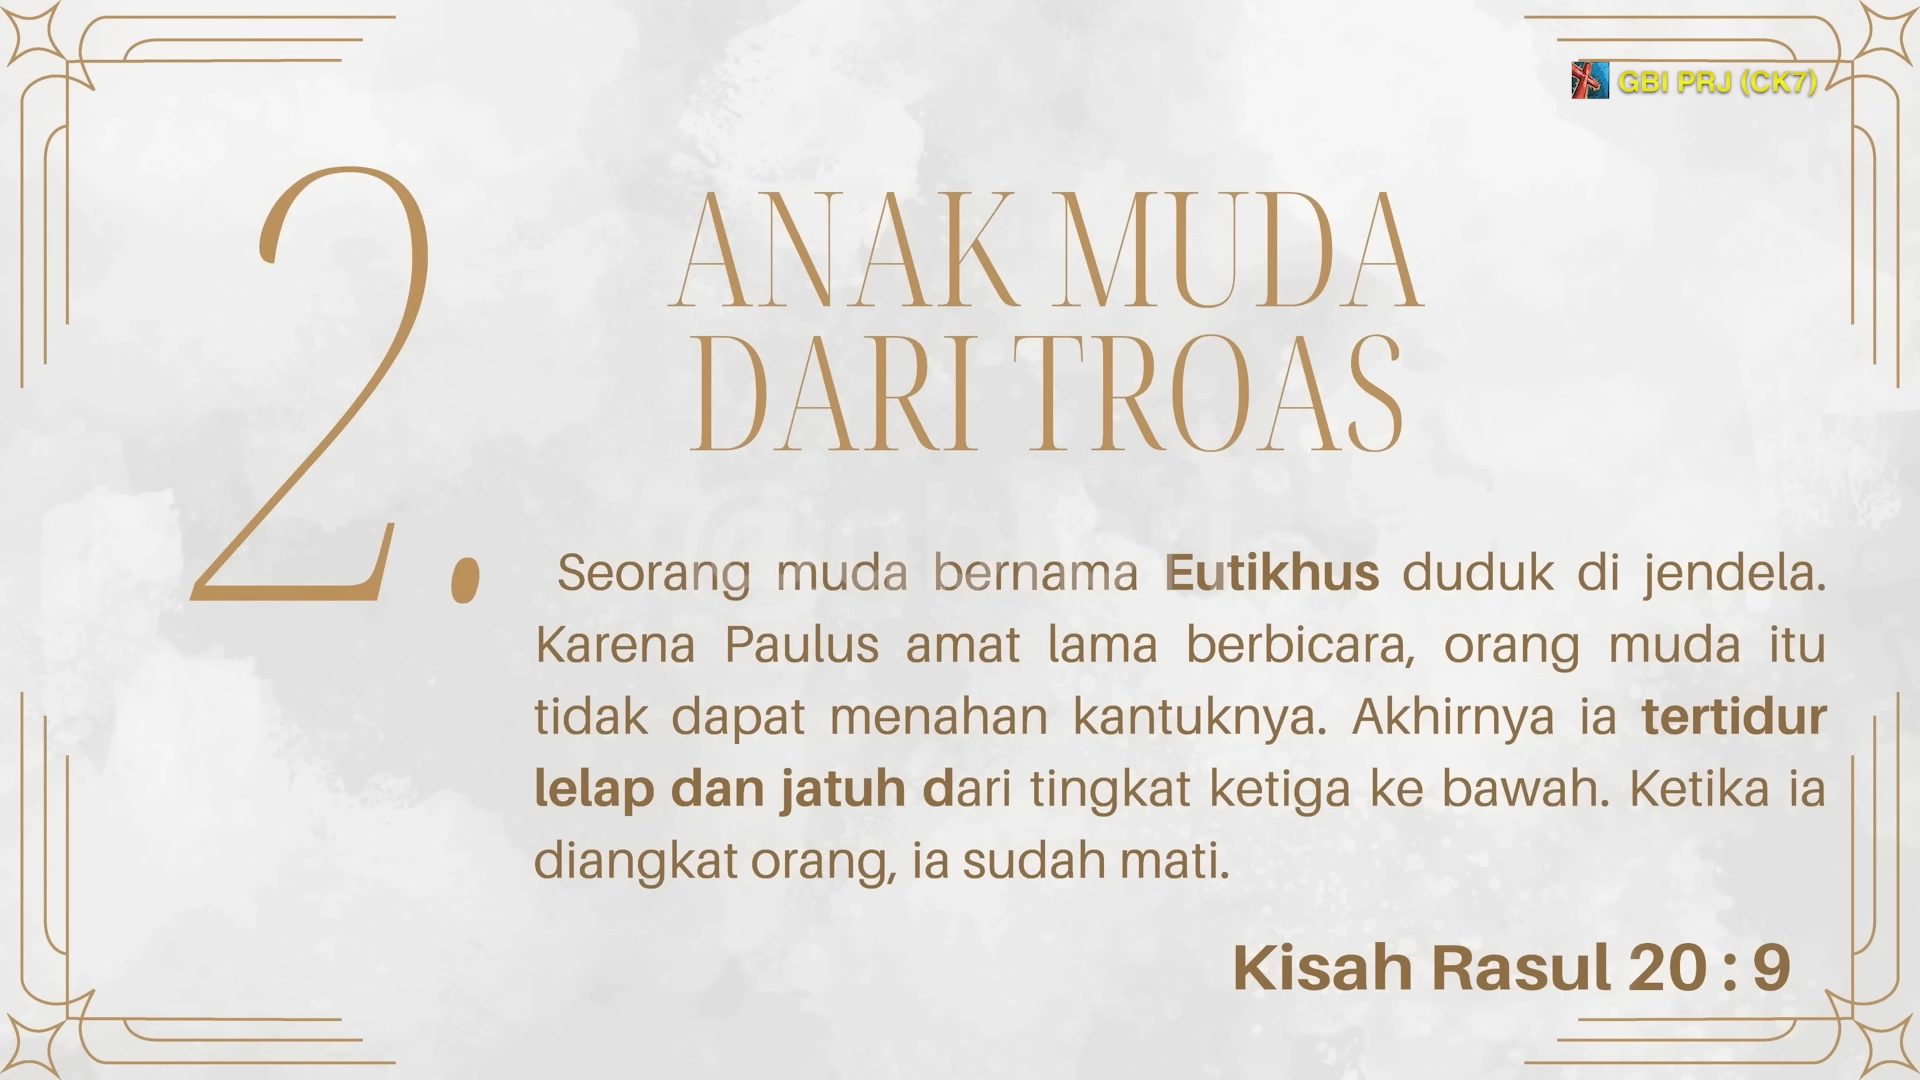 GBI PRJ (CK7)
2.
ANAK MUDA
DARI TROAS
Seorang muda bernama Eutikhus duduk di jendela.
Karena Paulus amat lama berbicara, orang muda itu
tidak dapat menahan kantuknya. Akhirnya ia tertidur
lelap dan jatuh dari tingkat ketiga ke bawah. Ketika ia
diangkat orang, ia sudah mati.
Kisah Rasul 20 : 9